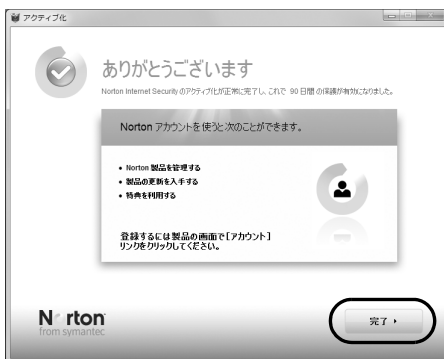 アクティブ化
ありがとうございます
Norton Internet Security のアクティブ化が正常に完了し、これで 90 日間 の保護が有効になりました。
Norton アカウントを使うと次のことができます。
• Norton 製品を管理する
• 製品の更新を入手する
• 特典を利用する
登録するには製品の画面で［アカウント］
リンクをクリックしてください。
Norton
from symantec
完了